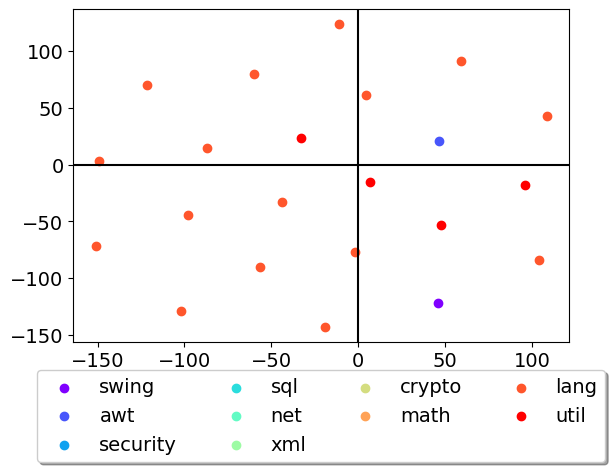 100
50
0
−50
−100
−150
−150 −100 −50 0 50 100
swing sql crypto lang
awt net math util
security xml